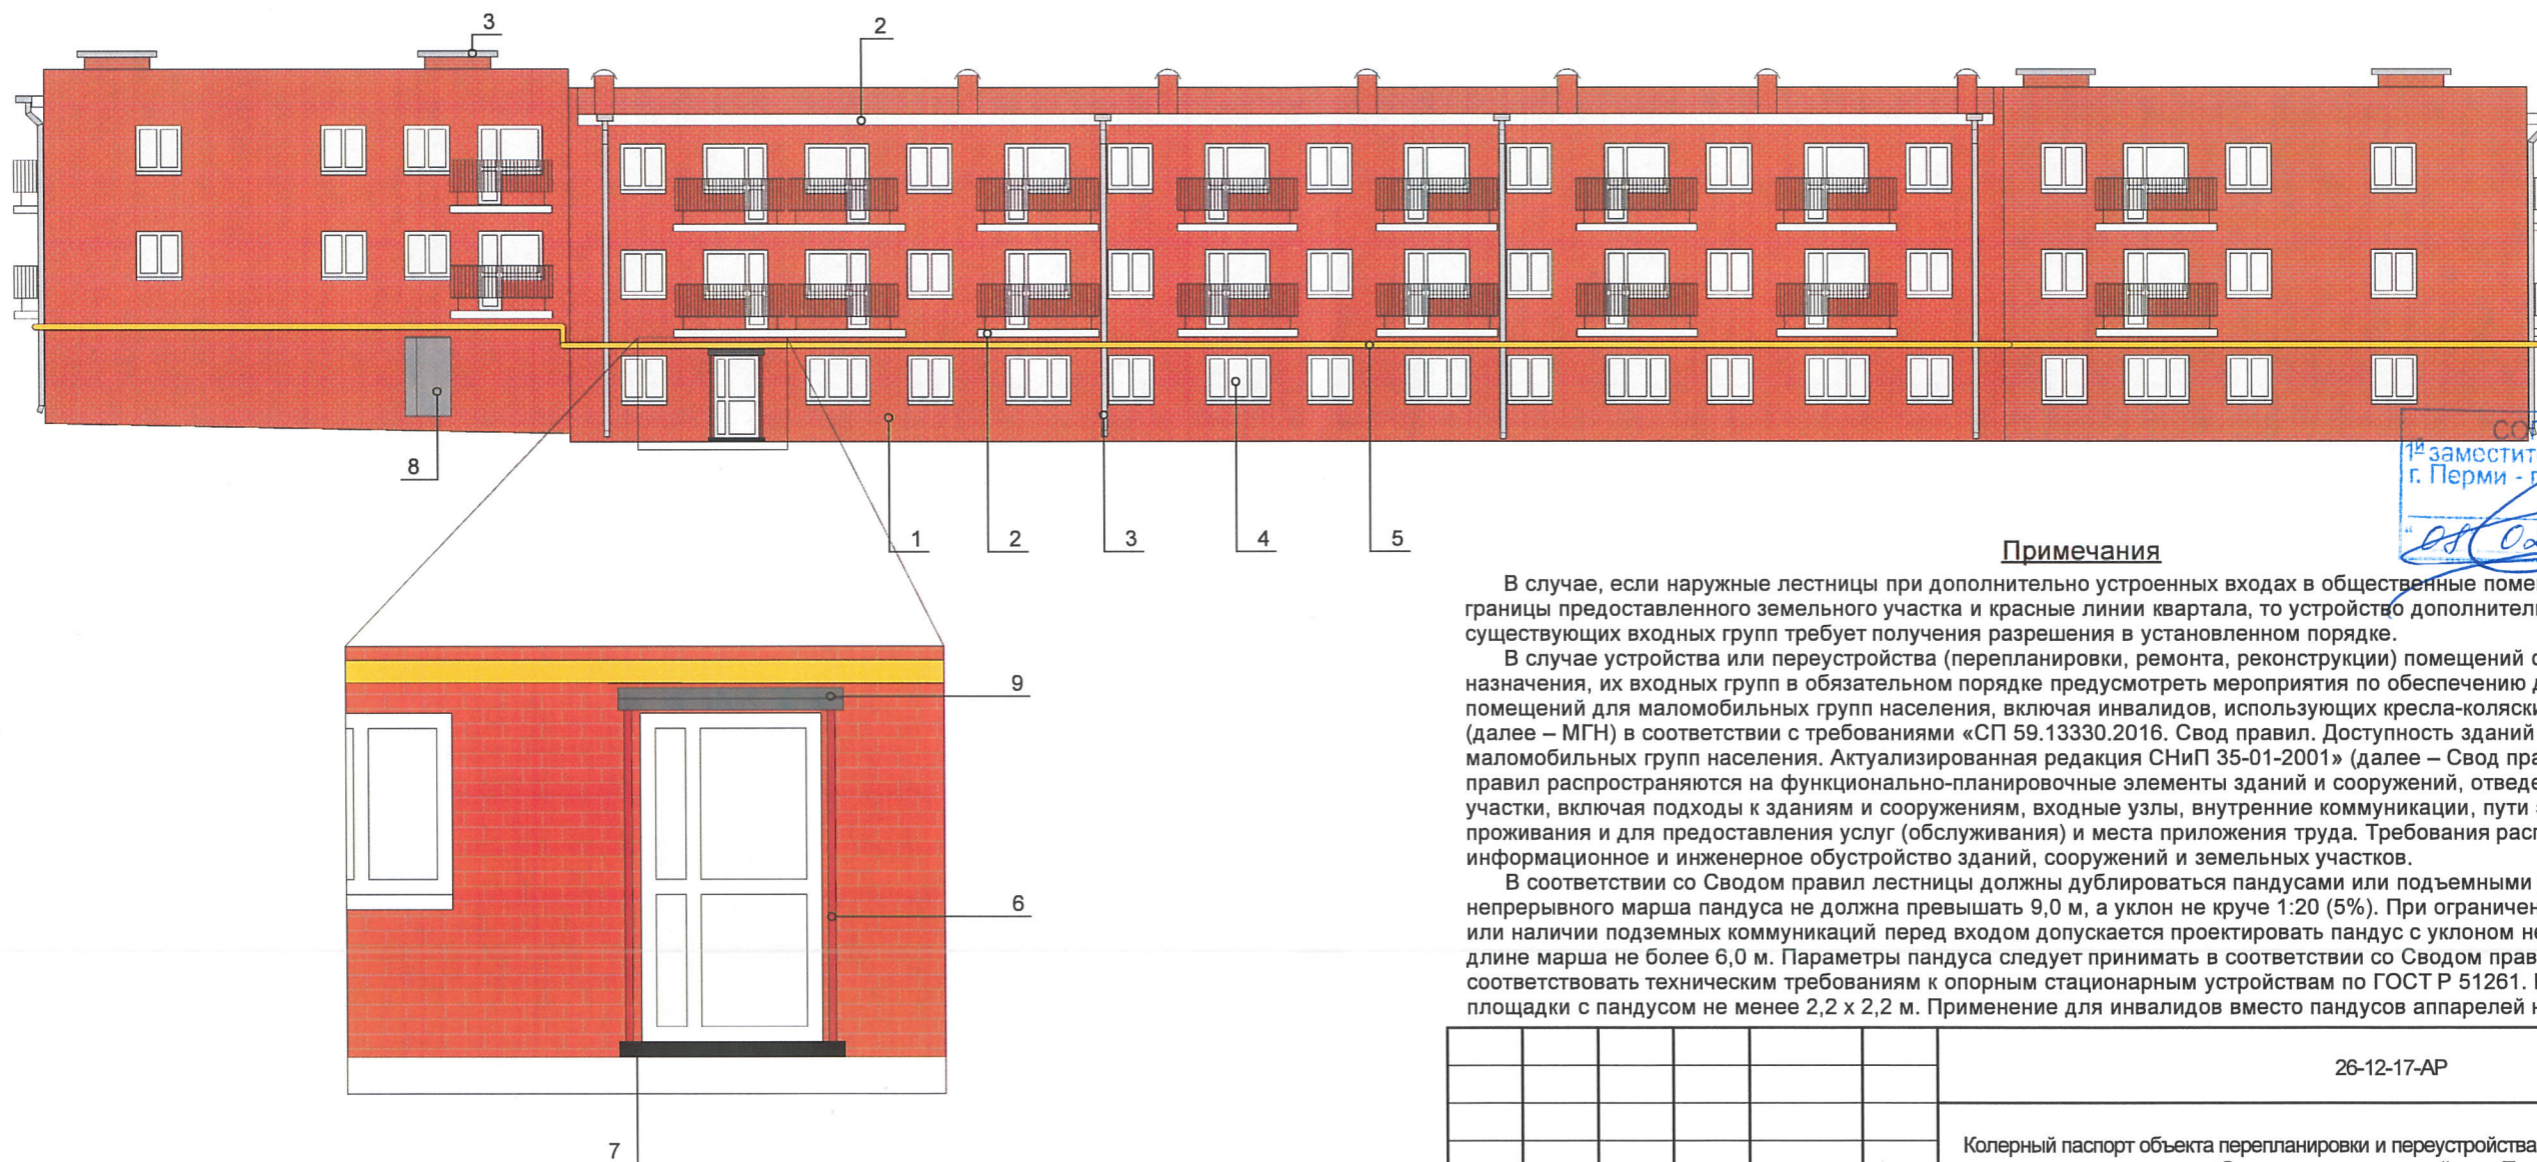 3
2
8
1
2
3
4
5
1й заместит
г. Перми - г
08
Примечания
В случае, если наружные лестницы при дополнительно устроенных входах в общественные поме
границы предоставленного земельного участка и красные линии квартала, то устройство дополнител
существующих входных групп требует получения разрешения в установленном порядке.
В случае устройства или переустройства (перепланировки, ремонта, реконструкции) помещений о
назначения, их входных групп в обязательном порядке предусмотреть мероприятия по обеспечению д
помещений для маломобильных групп населения, включая инвалидов, использующих кресла-коляски
(далее – МГН) в соответствии с требованиями «СП 59.13330.2016. Свод правил. Доступность зданий
маломобильных групп населения. Актуализированная редакция СНиП 35-01-2001» (далее – Свод пра
правил распространяются на функционально-планировочные элементы зданий и сооружений, отведе
участки, включая подходы к зданиям и сооружениям, входные узлы, внутренние коммуникации, пути
проживания и для предоставления услуг (обслуживания) и места приложения труда. Требования расп
информационное и инженерное обустройство зданий, сооружений и земельных участков.
В соответствии со Сводом правил лестницы должны дублироваться пандусами или подъемными
непрерывного марша пандуса не должна превышать 9,0 м, а уклон не круче 1:20 (5%). При ограничен
или наличии подземных коммуникаций перед входом допускается проектировать пандус с уклоном не
длине марша не более 6,0 м. Параметры пандуса следует принимать в соответствии со Сводом прав
соответствовать техническим требованиям к опорным стационарным устройствам по ГОСТ Р 51261.
площадки с пандусом не менее 2,2 х 2,2 м. Применение для инвалидов вместо пандусов аппарелей н
9
6
7
26-12-17-АР
Колерный паспорт объекта перепланировки и переустройства